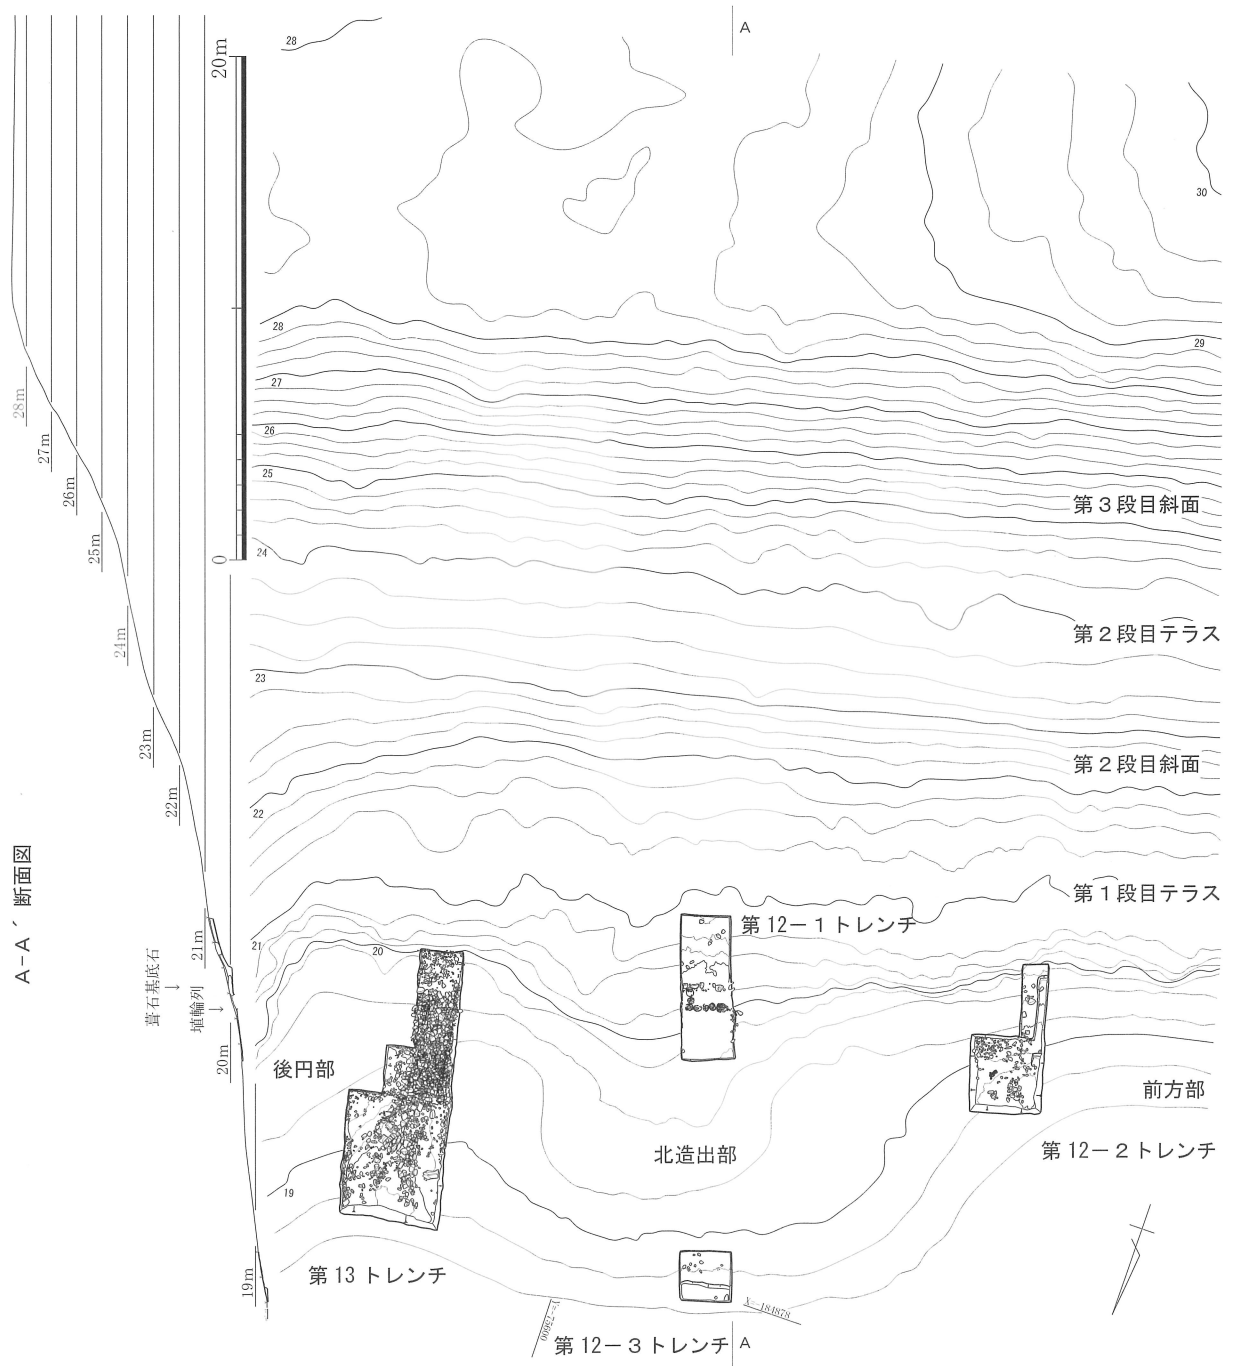 28
A
20m
30
28
29
28m
27
27m
26
26m
25
第3段目斜面
25m
24
0
24m
第2段目テラス
23
23m
第2段目斜面
22m
22
A-A´断面図
第1段目テラス
第12-1トレンチ
21
21m
20
葺石基底石
埴輪列
20m
後円部
前方部
北造出部
第12-2トレンチ
19
19m
第13トレンチ
X=-184878
第12-3トレンチ
A